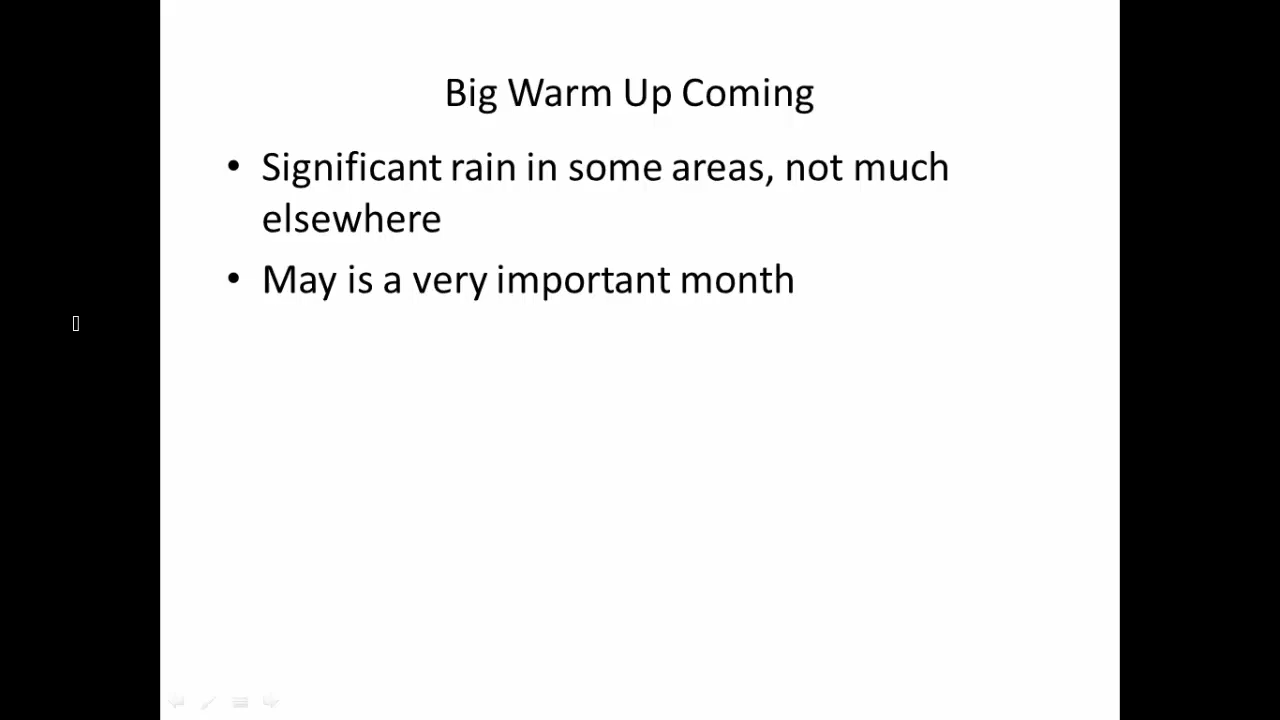 Big Warm Up Coming
• Significant rain in some areas, not much
elsewhere
• May is a very important month